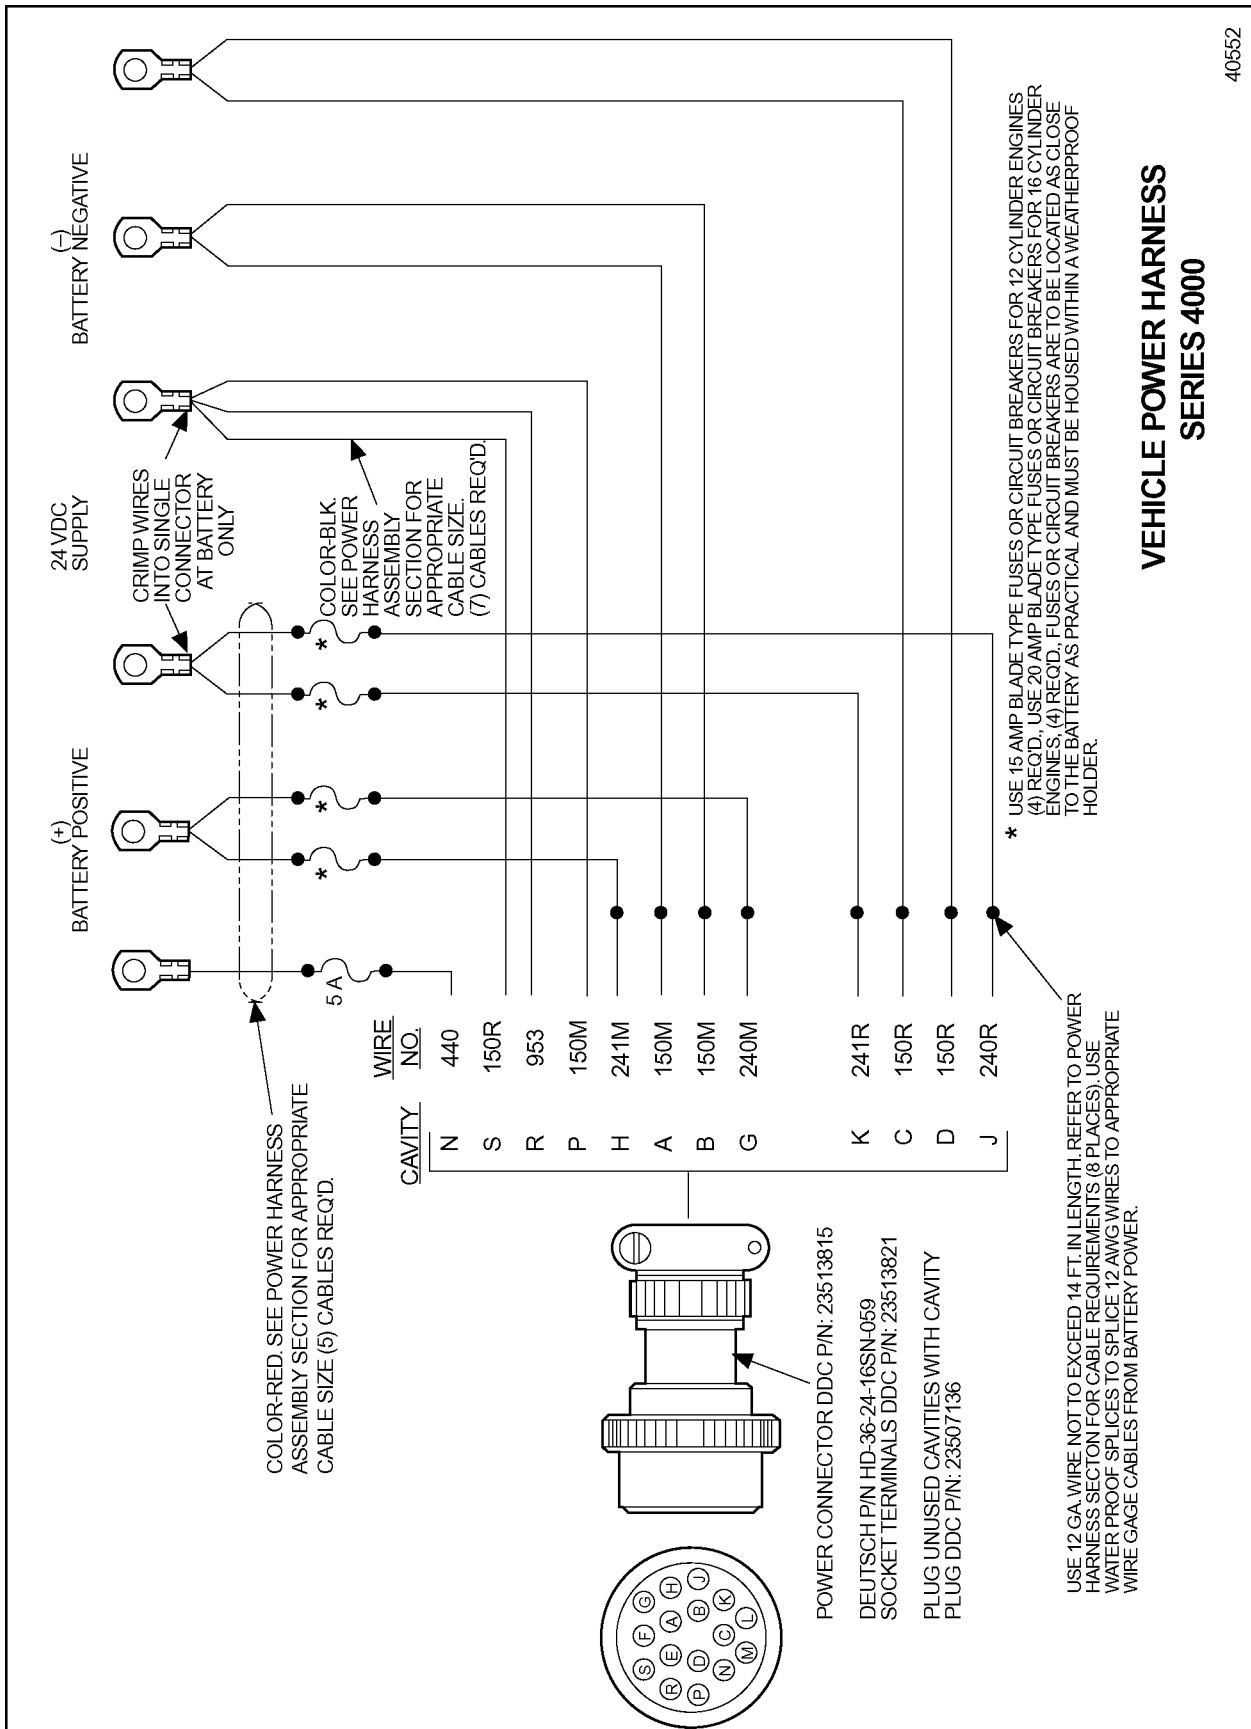 24 VDC
SUPPLY
(+)
BATTERY POSITIVE
(–)
BATTERY NEGATIVE
CRIMP WIRES
INTO SINGLE
CONNECTOR
AT BATTERY
ONLY
COLOR-RED. SEE POWER HARNESS
ASSEMBLY SECTION FOR APPROPRIATE
CABLE SIZE (5) CABLES REQ'D.
COLOR-BLK.
SEE POWER
HARNESS
ASSEMBLY
SECTION FOR
APPROPRIATE
CABLE SIZE.
(7) CABLES REQ'D.
5 A
*
*
*
*
CAVITY WIRE NO.
N 440
S 150R
R 953
P 150M
H 241M
A 150M
B 150M
G 240M
K 241R
C 150R
D 150R
J 240R
S F G
R E A H
P D B J
N C K
M L
POWER CONNECTOR DDC P/N: 23513815
DEUTSCH P/N HD-36-24-16SN-059
SOCKET TERMINALS DDC P/N: 23513821
PLUG UNUSED CAVITIES WITH CAVITY
PLUG DDC P/N: 23507136
USE 12 GA. WIRE NOT TO EXCEED 14 FT. IN LENGTH. REFER TO POWER
HARNESS SECTON FOR CABLE REQUIREMENTS (8 PLACES). USE
WATER PROOF SPLICES TO SPLICE 12 AWG WIRES TO APPROPRIATE
WIRE GAGE CABLES FROM BATTERY POWER.
* USE 15 AMP BLADE TYPE FUSES OR CIRCUIT BREAKERS FOR 12 CYLINDER ENGINES
(4) REQ'D., USE 20 AMP BLADE TYPE FUSES OR CIRCUIT BREAKERS FOR 16 CYLINDER
ENGINES, (4) REQ'D., FUSES OR CIRCUIT BREAKERS ARE TO BE LOCATED AS CLOSE
TO THE BATTERY AS PRACTICAL AND MUST BE HOUSED WITHIN A WEATHERPROOF
HOLDER.
VEHICLE POWER HARNESS
SERIES 4000
40552